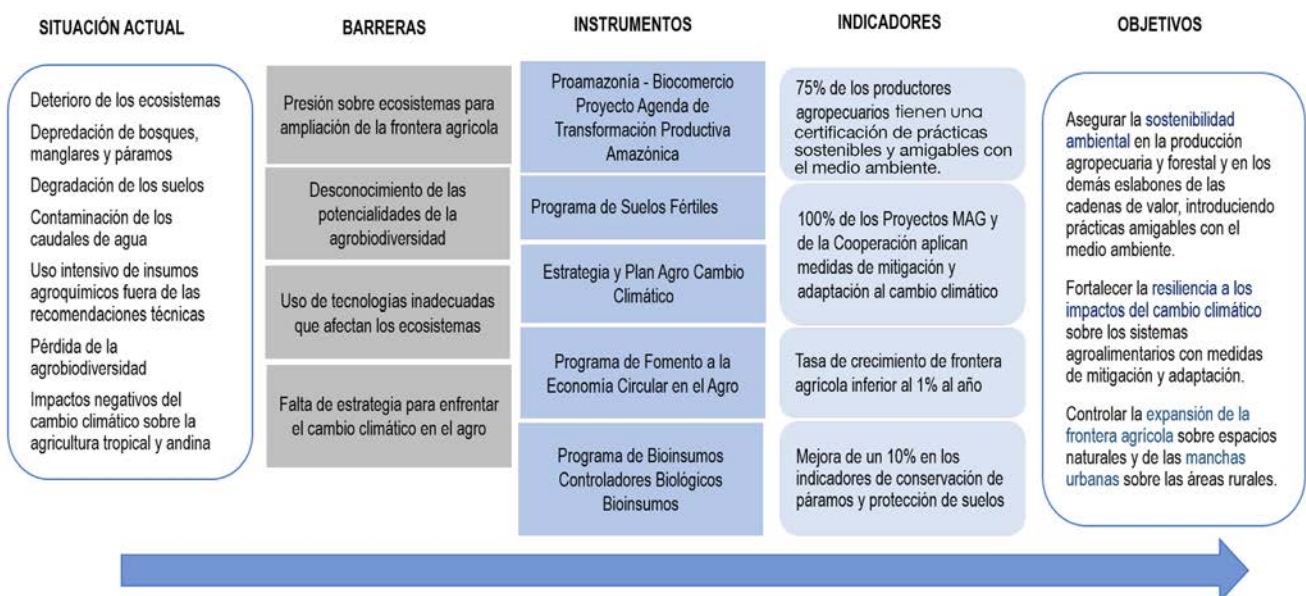 SITUACIÓN ACTUAL
Deterioro de los ecosistemas
Depredación de bosques,
manglares y páramos
Degradación de los suelos
Contaminación de los
caudales de agua
Uso intensivo de insumos
agroquímicos fuera de las
recomendaciones técnicas
Pérdida de la
agrobiodiversidad
Impactos negativos del
cambio climático sobre la
agricultura tropical y andina
BARRERAS
Presión sobre ecosistemas para
ampliación de la frontera agrícola
Desconocimiento de las
potencialidades de la
agrobiodiversidad
Uso de tecnologías inadecuadas
que afectan los ecosistemas
Falta de estrategia para enfrentar
el cambio climático en el agro
INSTRUMENTOS
Proamazonía - Biocomercio
Proyecto Agenda de
Transformación Productiva
Amazónica
Programa de Suelos Fértiles
Estrategia y Plan Agro Cambio
Climático
Programa de Fomento a la
Economía Circular en el Agro
Programa de Bioinsumos
Controladores Biológicos
Bioinsumos
INDICADORES
75% de los productores
agropecuarios tienen una
certificación de prácticas
sostenibles y amigables con
el medio ambiente.
100% de los Proyectos MAG y
de la Cooperación aplican
medidas de mitigación y
adaptación al cambio climático
Tasa de crecimiento de frontera
agrícola inferior al 1% al año
Mejora de un 10% en los
indicadores de conservación de
páramos y protección de suelos
OBJETIVOS
Asegurar la sostenibilidad
ambiental en la producción
agropecuaria y forestal y en los
demás eslabones de las
cadenas de valor, introduciendo
prácticas amigables con el
medio ambiente.
Fortalecer la resiliencia a los
impactos del cambio climático
sobre los sistemas
agroalimentarios con medidas
de mitigación y adaptación.
Controlar la expansión de la
frontera agrícola sobre espacios
naturales y de las manchas
urbanas sobre las áreas rurales.